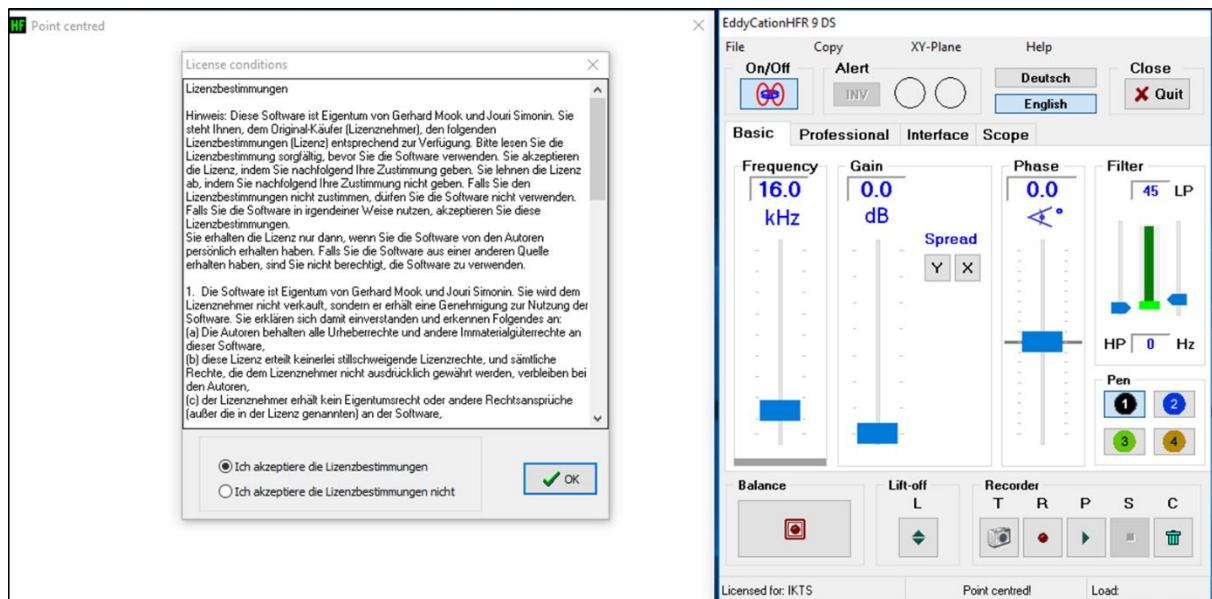 HF Point centred
License conditions
Lizenzbestimmungen
Hinweis: Diese Software ist Eigentum von Gerhard Mook und Jouri Simonin. Sie
steht Ihnen, dem Original-Käufer (Lizenznehmer), den folgenden
Lizenzbestimmungen (Lizenz) entsprechend zur Verfügung. Bitte lesen Sie die
Lizenzbestimmung sorgfältig, bevor Sie die Software verwenden. Sie akzeptieren
die Lizenz, indem Sie nachfolgend Ihre Zustimmung geben. Sie lehnen die Lizenz
ab, indem Sie nachfolgend Ihre Zustimmung nicht geben. Falls Sie den
Lizenzbestimmungen nicht zustimmen, dürfen Sie die Software nicht verwenden.
Falls Sie die Software in irgendeiner Weise nutzen, akzeptieren Sie diese
Lizenzbestimmungen.
Sie erhalten die Lizenz nur dann, wenn Sie die Software von den Autoren
persönlich erhalten haben. Falls Sie die Software aus einer anderen Quelle
erhalten haben, sind Sie nicht berechtigt, die Software zu verwenden.
1. Die Software ist Eigentum von Gerhard Mook und Jouri Simonin. Sie wird dem
Lizenznehmer nicht verkauft, sondern er erhält eine Genehmigung zur Nutzung der
Software. Sie erklären sich damit einverstanden und erkennen Folgendes an:
(a) Die Autoren behalten alle Urheberrechte und andere Immaterialgüterrechte an
dieser Software,
(b) diese Lizenz erteilt keinerlei stillschweigende Lizenzrechte, und sämtliche
Rechte, die dem Lizenznehmer nicht ausdrücklich gewährt werden, verbleiben bei
den Autoren,
(c) der Lizenznehmer erhält kein Eigentumsrecht oder andere Rechtsansprüche
(außer die in der Lizenz genannten) an der Software,
Ich akzeptiere die Lizenzbestimmungen
Ich akzeptiere die Lizenzbestimmungen nicht
OK
EddyCationHFR 9 DS
File Copy XY-Plane Help
On/Off Alert Close
INV Deutsch Quit
English
Basic Professional Interface Scope
Frequency Gain Phase Filter
16.0 0.0 0.0 45 LP
kHz dB °
Spread
Y X
HP 0 Hz
Pen
1 2
3 4
Balance Lift-off Recorder
L T R P S C
Licensed for: IKTS Point centred! Load: